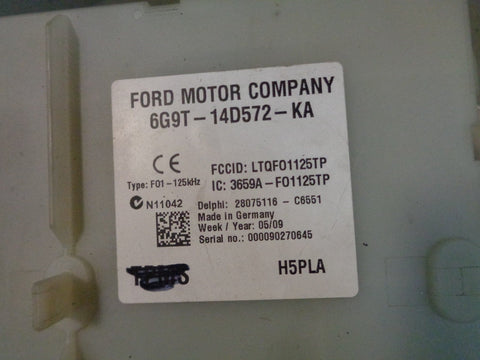 FORD MOTOR COMPANY
6G9T-14D572-KA
CE
FCCID: LTQFO1125TP
Type: F01-125kHz
IC: 3659A-FO1125TP
N11042
Delphi: 28075116 - C6551
Made in Germany
Week / Year: 05/09
Serial no.: 000090270645
H5PLA